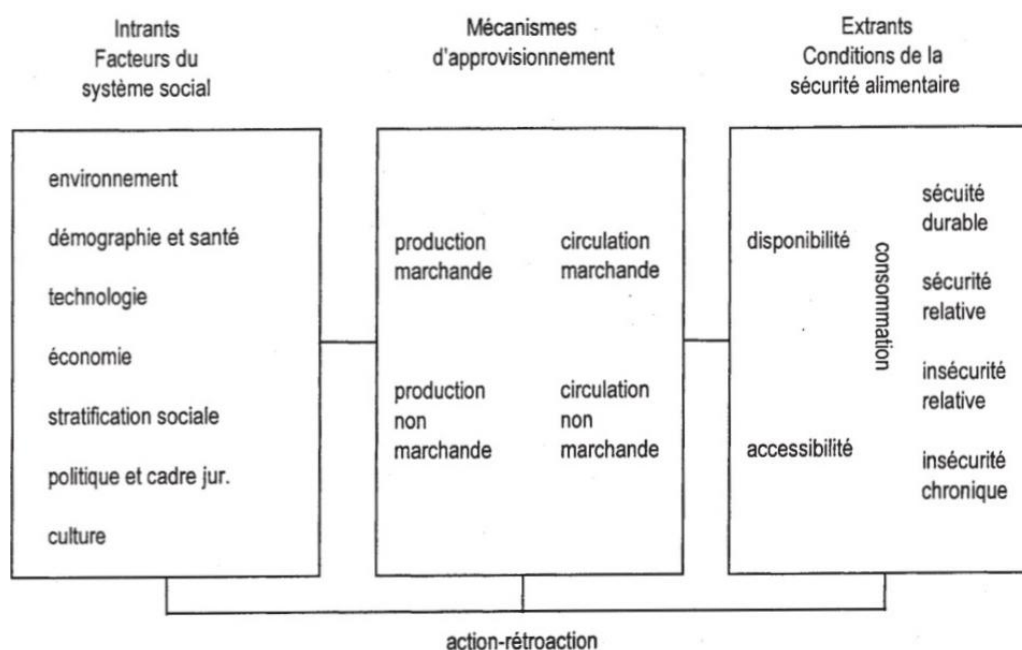 Intrants
Facteurs du
système social
Mécanismes
d'approvisionnement
Extrants
Conditions de la
sécurité alimentaire
environnement
démographie et santé
technologie
économie
stratification sociale
politique et cadre jur.
culture
production
marchande
circulation
marchande
production
non
marchande
circulation
non
marchande
disponibilité
accessibilité
consommation
sécuité
durable
sécurité
relative
insécurité
relative
insécurité
chronique
action-rétroaction